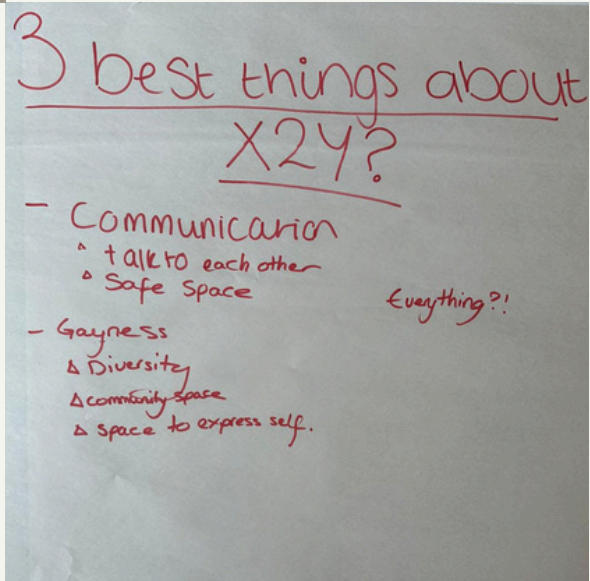 3 best things about
X2Y?
- Communication
△ talk to each other
△ Safe Space
Everything?!
- Gayness
△ Diversity
△ community space
△ space to express self.